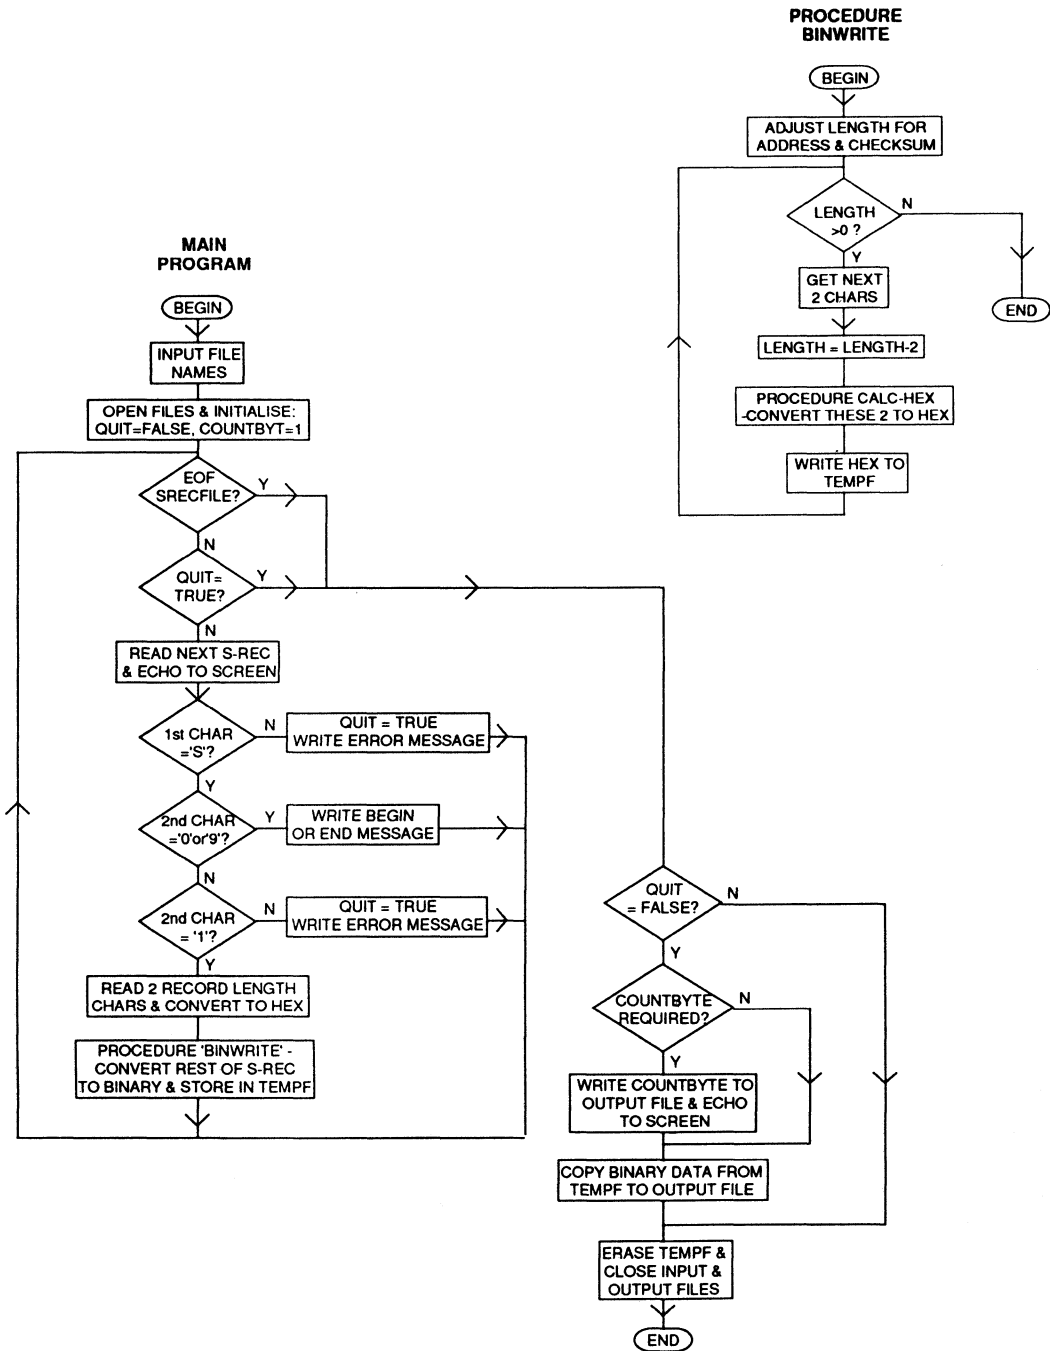 PROCEDURE
BINWRITE
BEGIN
ADJUST LENGTH FOR
ADDRESS & CHECKSUM
LENGTH
>0 ?
N
Y
GET NEXT
2 CHARS
END
LENGTH = LENGTH-2
PROCEDURE CALC-HEX
-CONVERT THESE 2 TO HEX
WRITE HEX TO
TEMPF
MAIN
PROGRAM
BEGIN
INPUT FILE
NAMES
OPEN FILES & INITIALISE:
QUIT=FALSE, COUNTBYT=1
EOF
SRECFILE?
Y
N
QUIT=
TRUE?
Y
N
READ NEXT S-REC
& ECHO TO SCREEN
1st CHAR
='S'?
N
QUIT = TRUE
WRITE ERROR MESSAGE
Y
2nd CHAR
='0'or'9'?
Y
WRITE BEGIN
OR END MESSAGE
N
2nd CHAR
= '1'?
N
QUIT = TRUE
WRITE ERROR MESSAGE
Y
READ 2 RECORD LENGTH
CHARS & CONVERT TO HEX
PROCEDURE 'BINWRITE' -
CONVERT REST OF S-REC
TO BINARY & STORE IN TEMPF
QUIT
= FALSE?
N
Y
COUNTBYTE
REQUIRED?
N
Y
WRITE COUNTBYTE TO
OUTPUT FILE & ECHO
TO SCREEN
COPY BINARY DATA FROM
TEMPF TO OUTPUT FILE
ERASE TEMPF &
CLOSE INPUT &
OUTPUT FILES
END